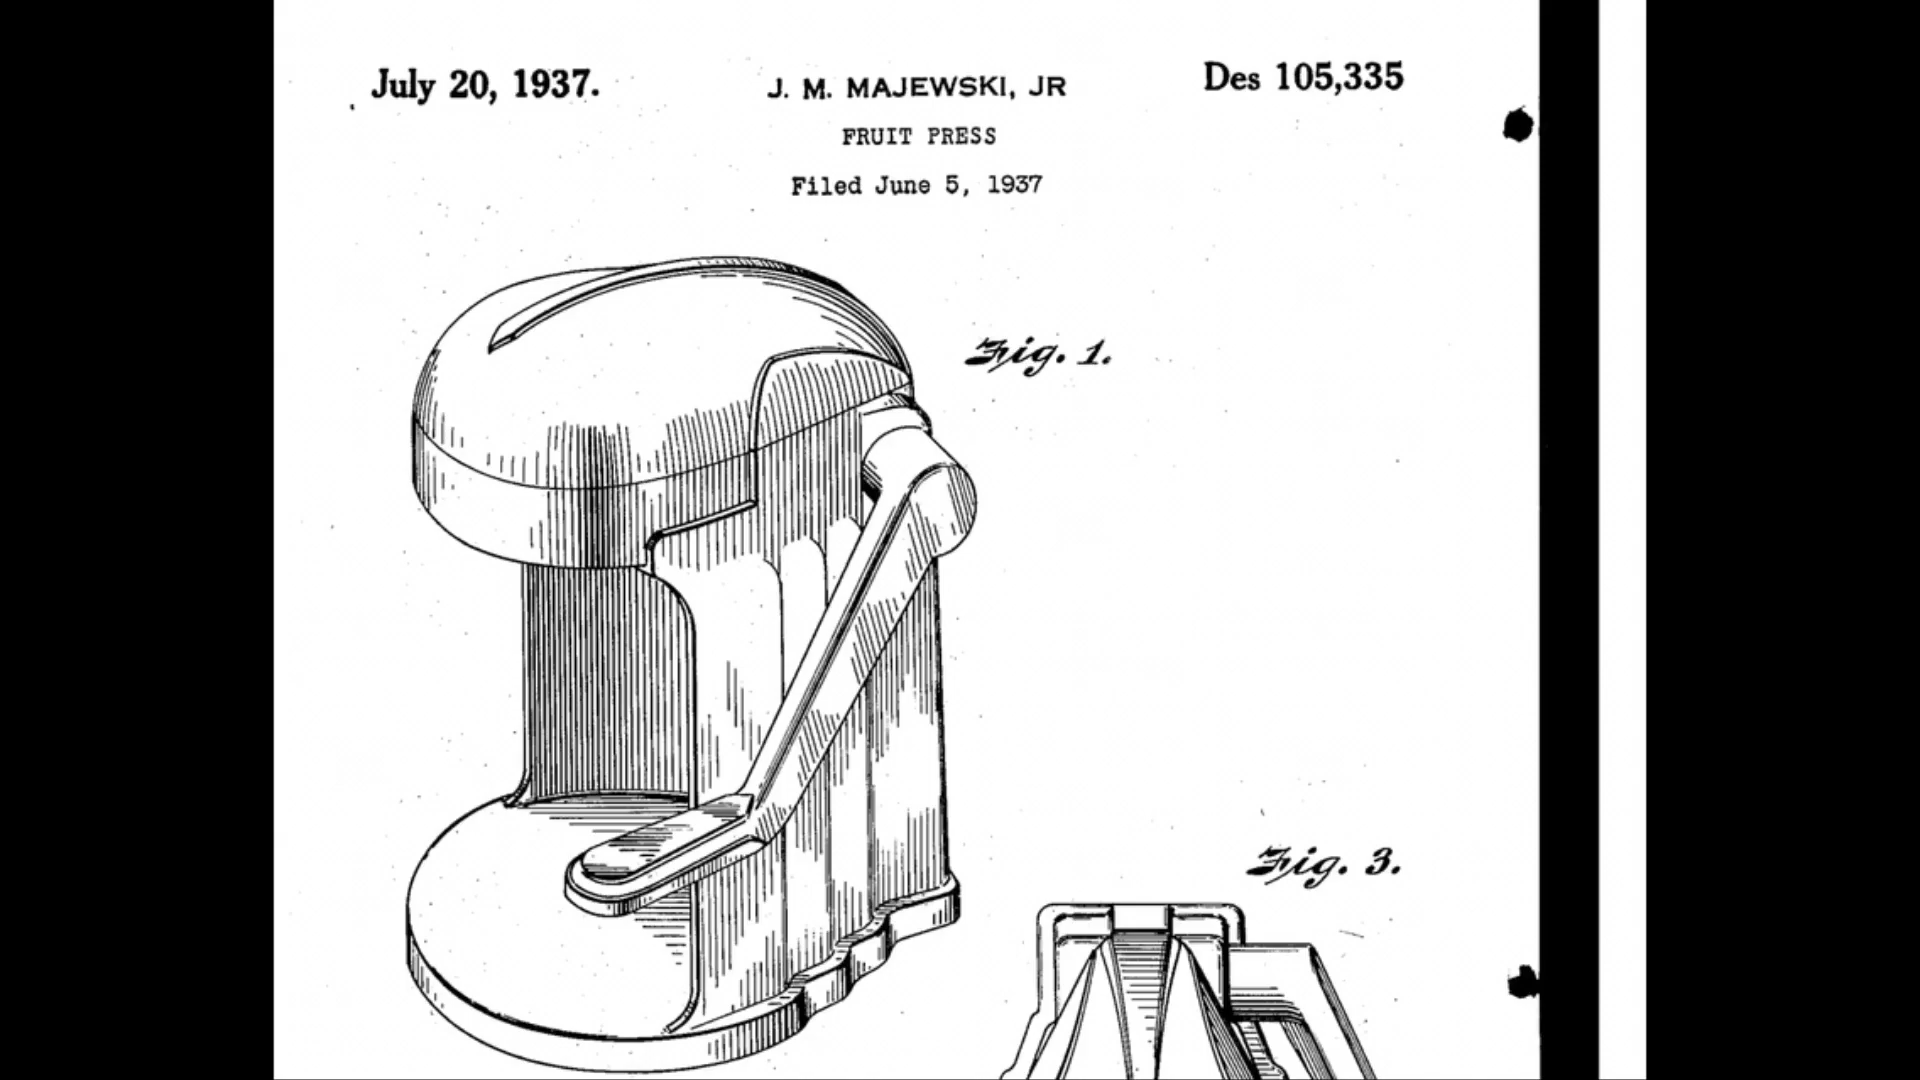 July 20, 1937.
J. M. MAJEWSKI, JR
Des 105,335
FRUIT PRESS
Filed June 5, 1937
Fig. 1.
Fig. 3.